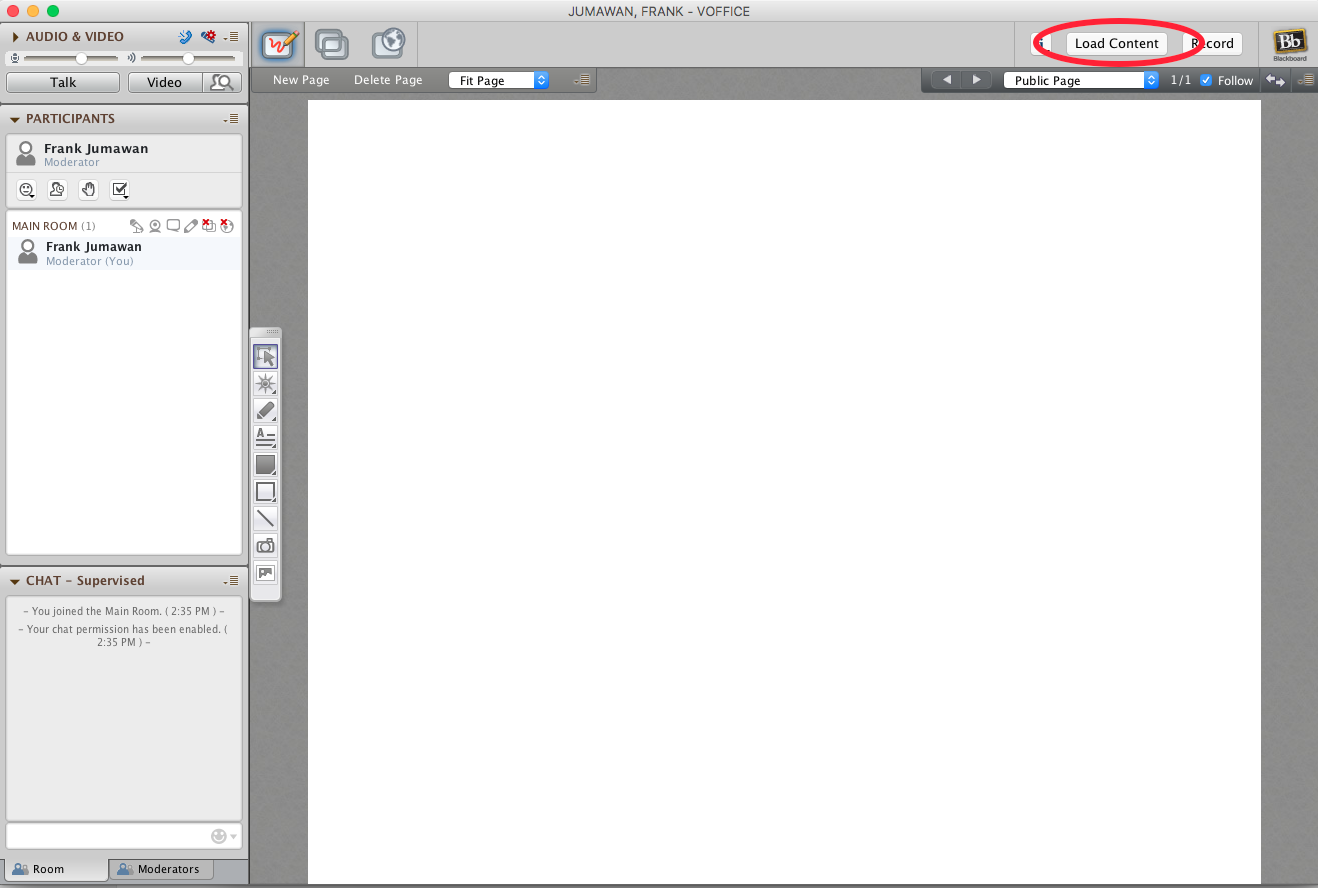 JUMAWAN, FRANK - VOFFICE
AUDIO & VIDEO
Talk
Video
PARTICIPANTS
Frank Jumawan
Moderator
MAIN ROOM (1)
Frank Jumawan
Moderator (You)
CHAT – Supervised
– You joined the Main Room. ( 2:35 PM ) –
– Your chat permission has been enabled. (
2:35 PM ) –
Room
Moderators
Load Content
Record
Bb
Blackboard
New Page
Delete Page
Fit Page
Public Page
1/1
Follow
A